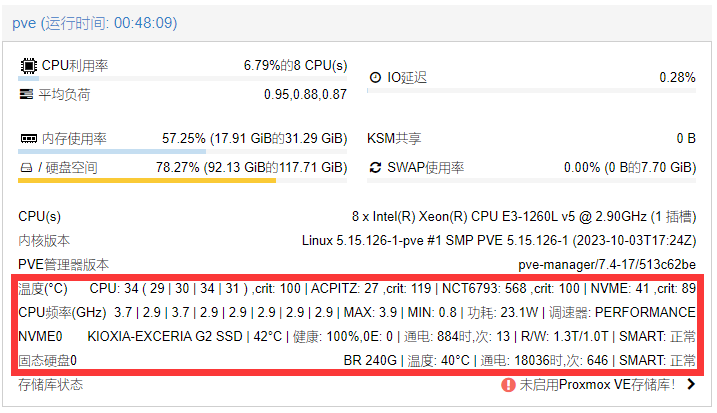 pve (运行时间: 00:48:09)
CPU利用率 6.79%的8 CPU(s)
IO延迟 0.28%
平均负荷 0.95,0.88,0.87
内存使用率 57.25% (17.91 GiB的31.29 GiB)
KSM共享 0 B
/ 硬盘空间 78.27% (92.13 GiB的117.71 GiB)
SWAP使用率 0.00% (0 B的7.70 GiB)
CPU(s) 8 x Intel(R) Xeon(R) CPU E3-1260L v5 @ 2.90GHz (1 插槽)
内核版本 Linux 5.15.126-1-pve #1 SMP PVE 5.15.126-1 (2023-10-03T17:24Z)
PVE管理器版本 pve-manager/7.4-17/513c62be
温度(°C) CPU: 34 ( 29 | 30 | 34 | 31 ) ,crit: 100 | ACPITZ: 27 ,crit: 119 | NCT6793: 568 ,crit: 100 | NVME: 41 ,crit: 89
CPU频率(GHz) 3.7 | 2.9 | 3.7 | 2.9 | 2.9 | 2.9 | 2.9 | 2.9 | MAX: 3.9 | MIN: 0.8 | 功耗: 23.1W | 调速器: PERFORMANCE
NVME0 KIOXIA-EXCERIA G2 SSD | 42°C | 健康: 100%,0E: 0 | 通电: 884时,次: 13 | R/W: 1.3T/1.0T | SMART: 正常
固态硬盘0 BR 240G | 温度: 40°C | 通电: 18036时,次: 646 | SMART: 正常
存储库状态 未启用Proxmox VE存储库！